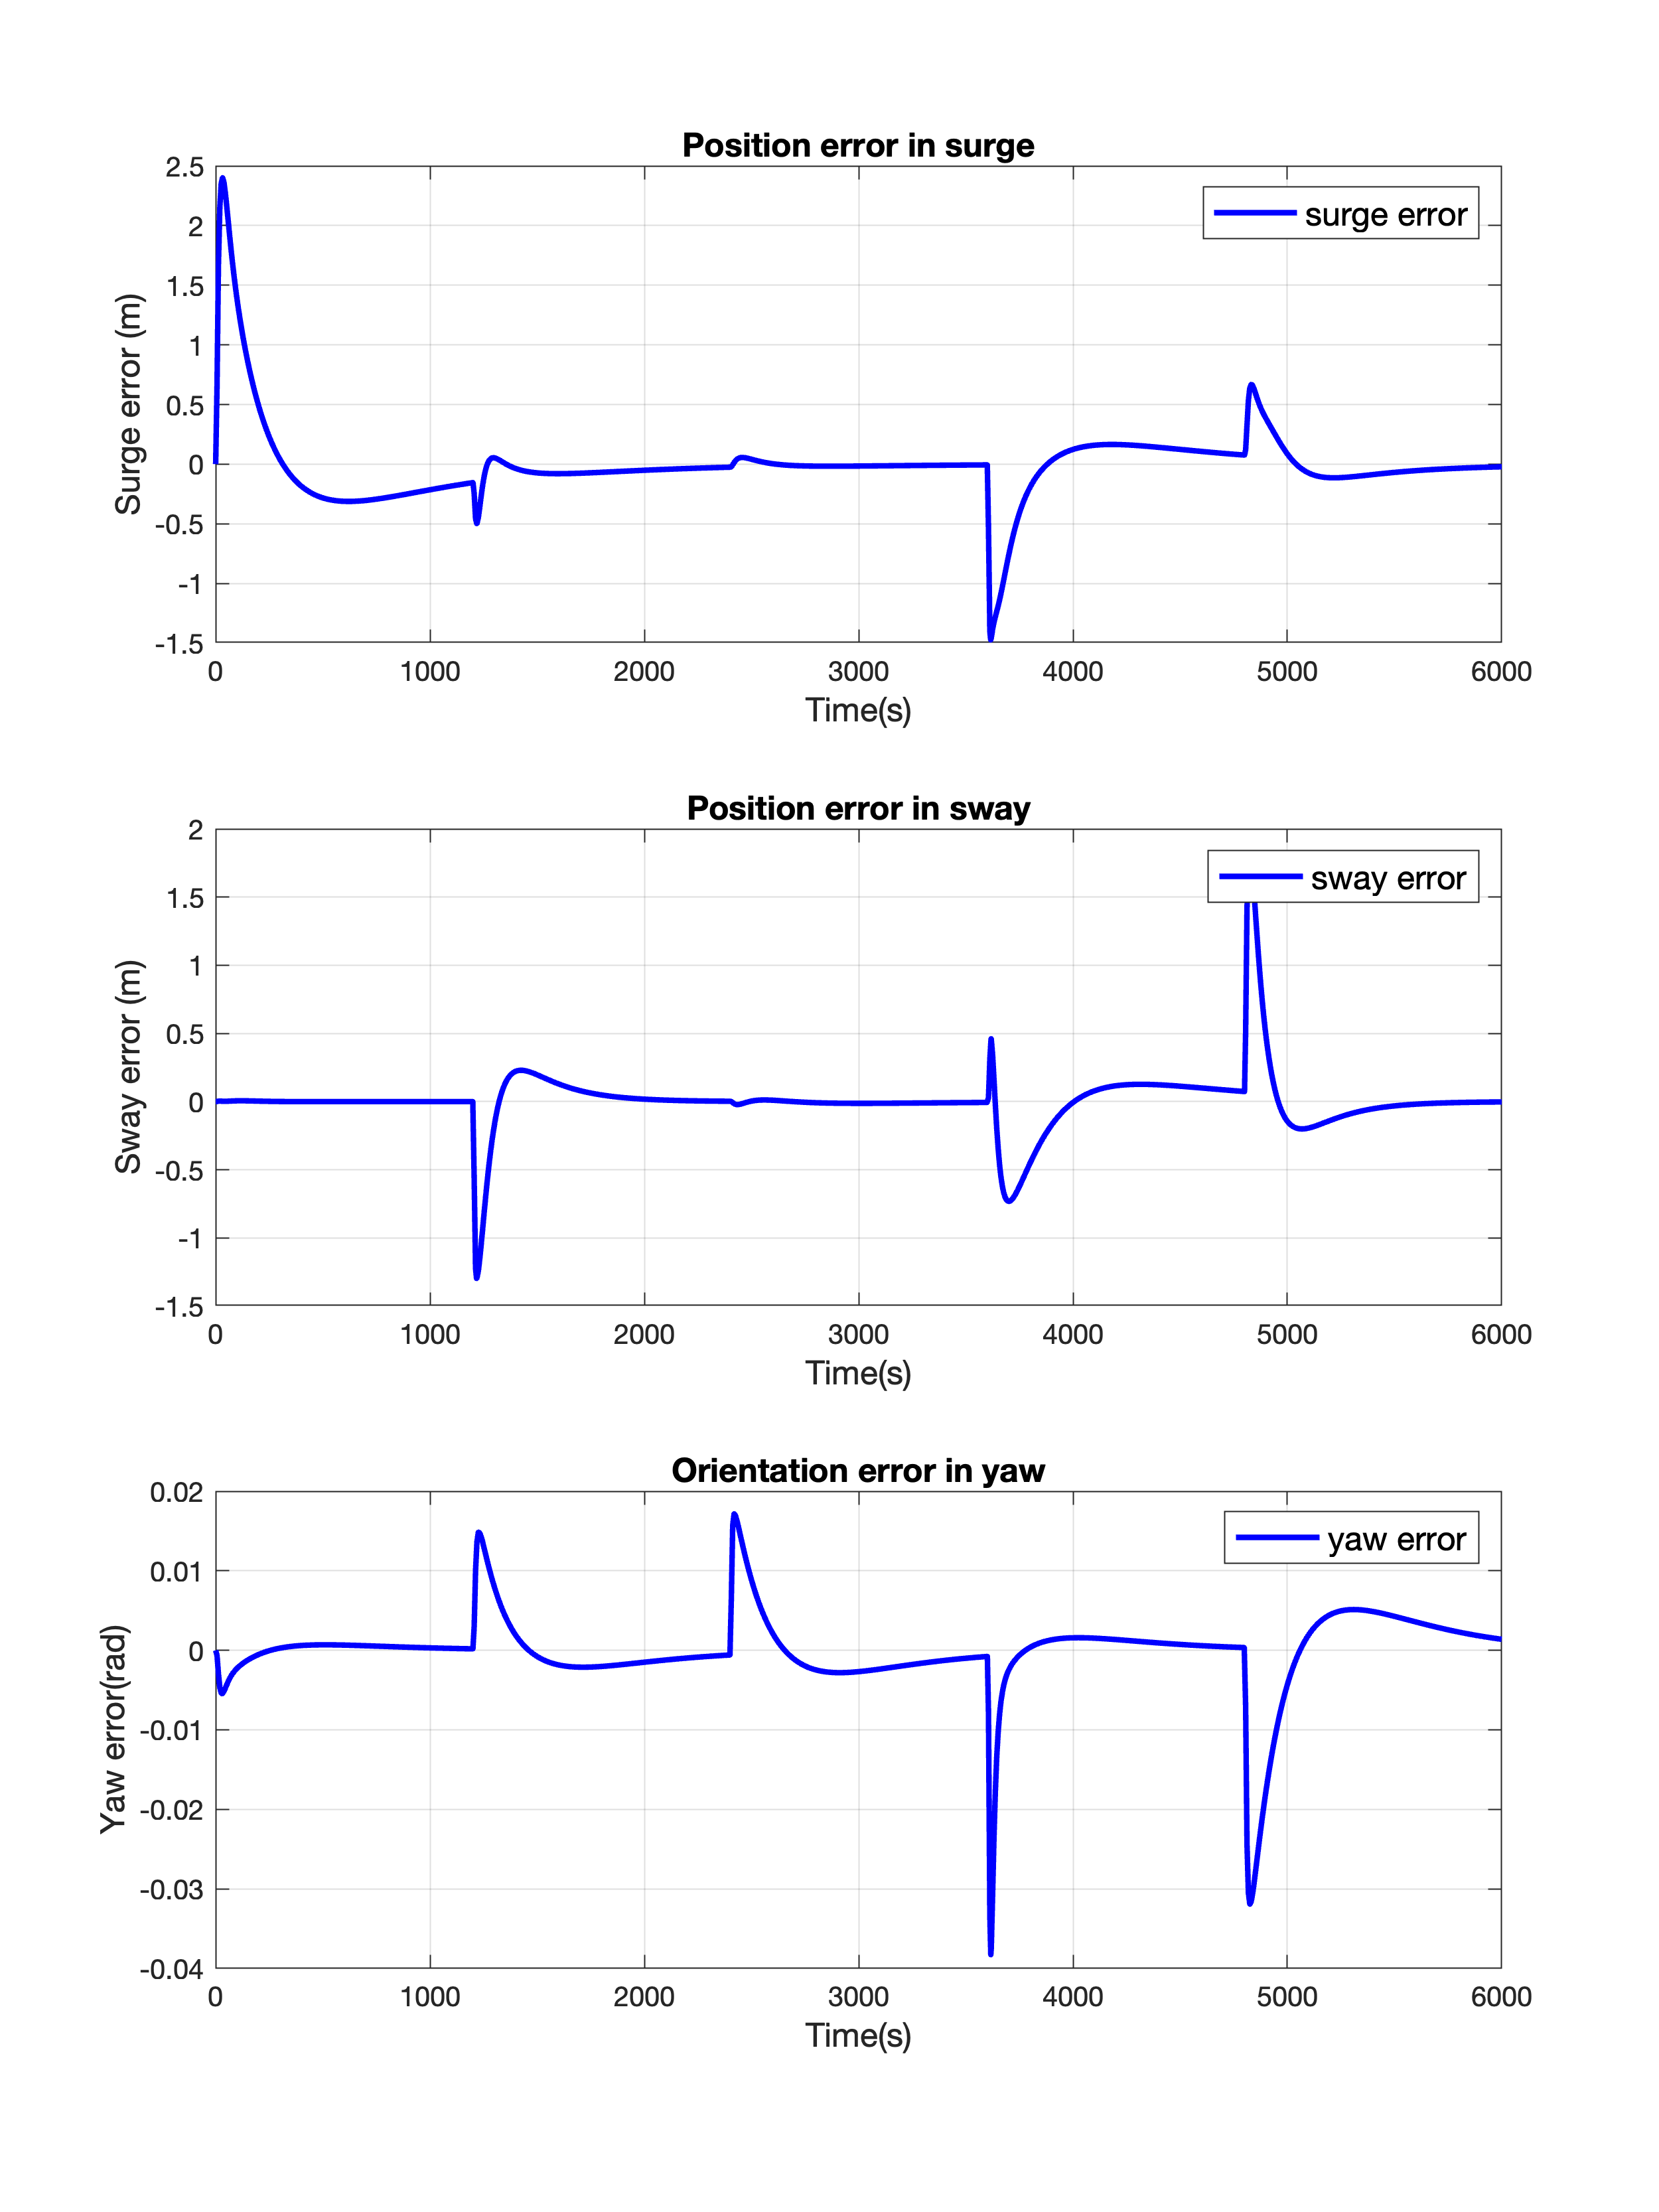 Position error in surge
2.5
2
1.5
1
0.5
0
-0.5
-1
-1.5
Surge error (m)
surge error
0 1000 2000 3000 4000 5000 6000
Time(s)
Position error in sway
2
1.5
1
0.5
0
-0.5
-1
-1.5
Sway error (m)
sway error
0 1000 2000 3000 4000 5000 6000
Time(s)
Orientation error in yaw
0.02
0.01
0
-0.01
-0.02
-0.03
-0.04
Yaw error(rad)
yaw error
0 1000 2000 3000 4000 5000 6000
Time(s)